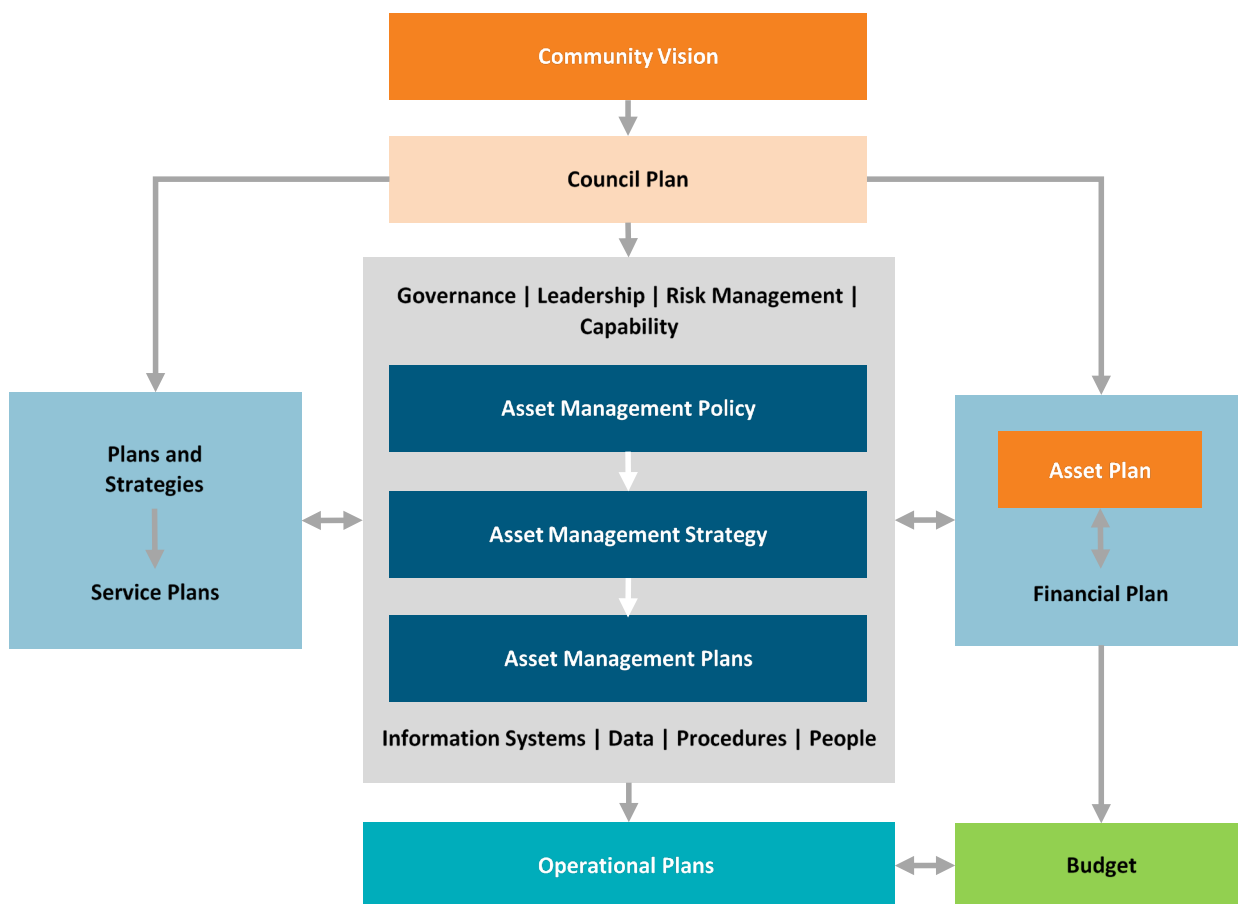 Community Vision
Council Plan
Governance | Leadership | Risk Management |
Capability
Asset Management Policy
Plans and
Strategies
Asset Plan
Asset Management Strategy
Service Plans
Financial Plan
Asset Management Plans
Information Systems | Data | Procedures | People
Operational Plans
Budget